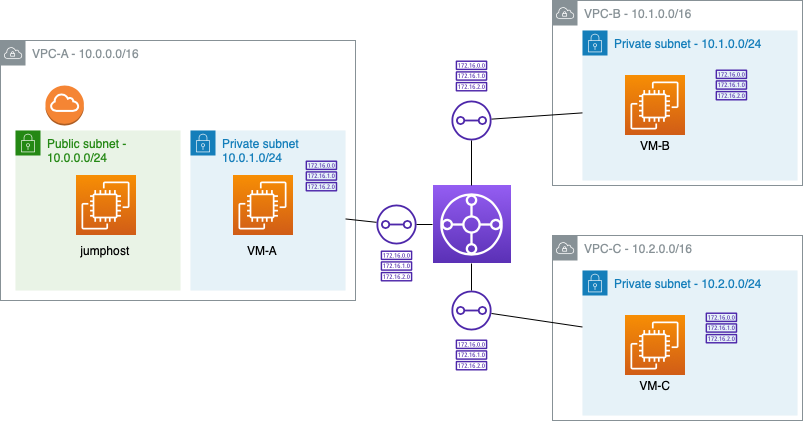 VPC-B - 10.1.0.0/16
Private subnet - 10.1.0.0/24
172.16.0.0
172.16.1.0
172.16.2.0
VM-B
172.16.0.0
172.16.1.0
172.16.2.0
VPC-A - 10.0.0.0/16
Public subnet -
10.0.0.0/24
jumphost
Private subnet
10.0.1.0/24
172.16.0.0
172.16.1.0
172.16.2.0
VM-A
172.16.0.0
172.16.1.0
172.16.2.0
VPC-C - 10.2.0.0/16
Private subnet - 10.2.0.0/24
172.16.0.0
172.16.1.0
172.16.2.0
VM-C
172.16.0.0
172.16.1.0
172.16.2.0